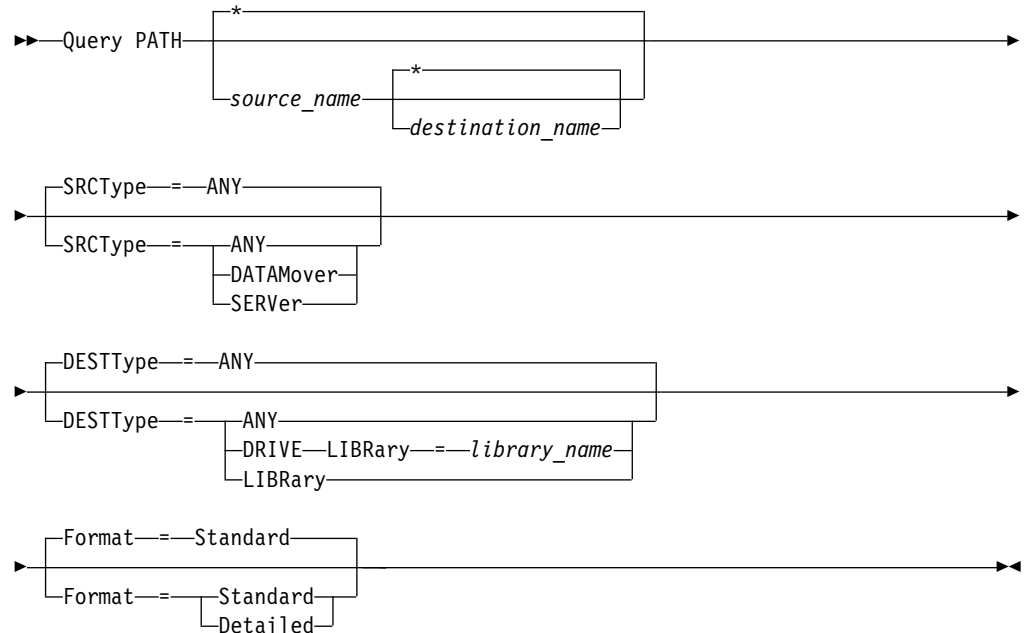 *
Query PATH
*
source_name
destination_name
SRCType = ANY
SRCType = ANY
DATAMover
SERVer
DESTType = ANY
DESTType = ANY
DRIVE LIBRary = library_name
LIBRary
Format = Standard
Format = Standard
Detailed